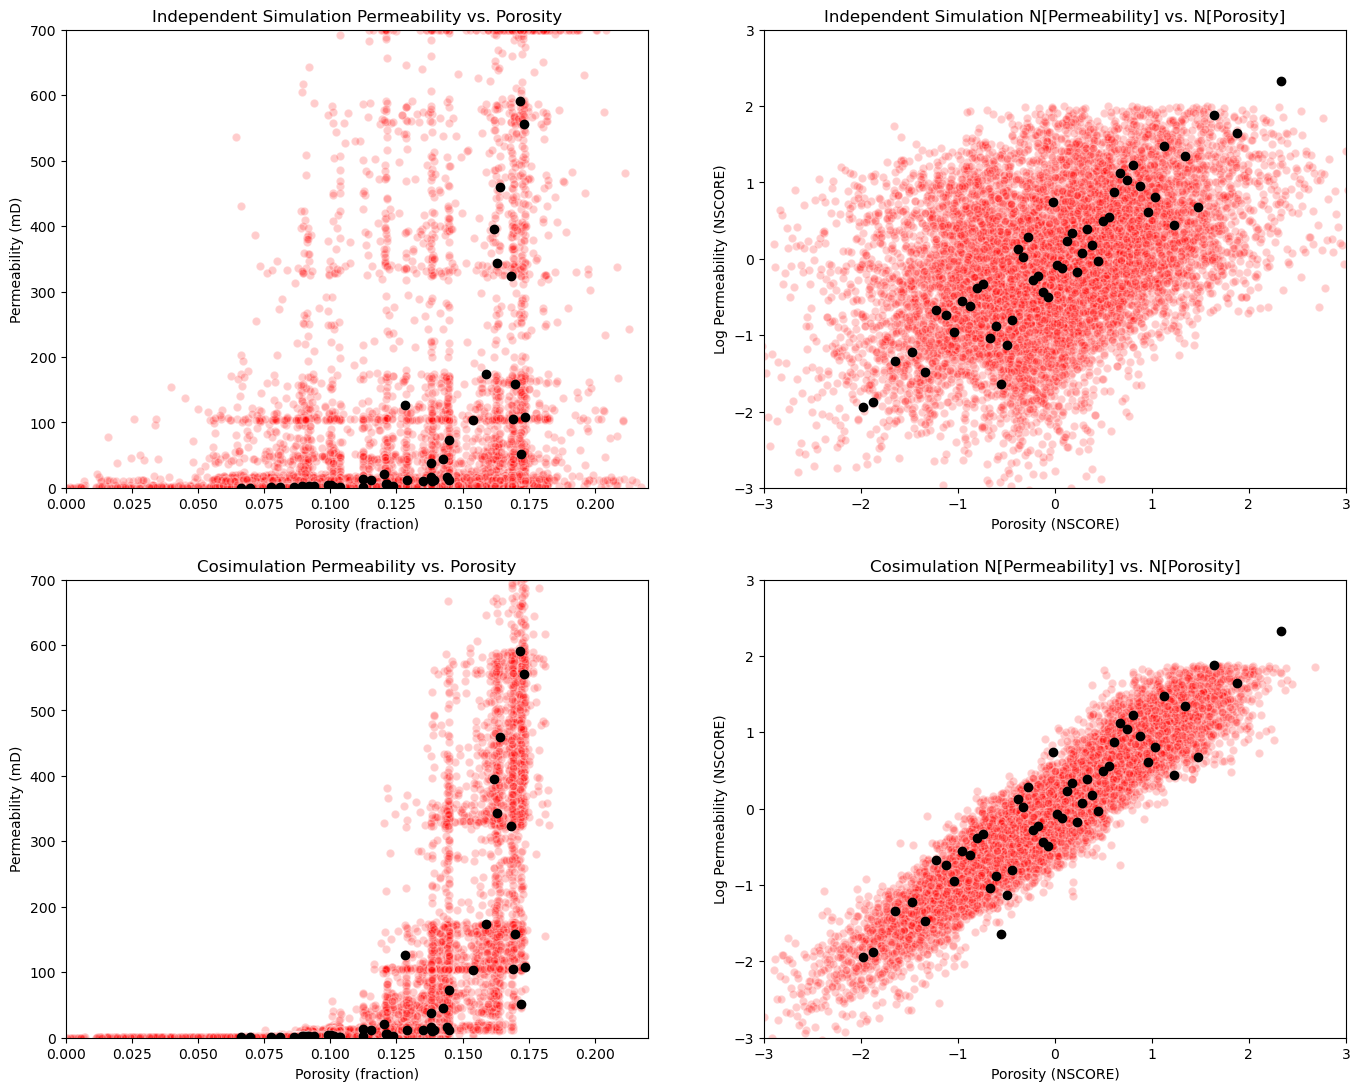 Independent Simulation Permeability vs. Porosity
700
600
500
400
300
200
100
0
Permeability (mD)
0.000 0.025 0.050 0.075 0.100 0.125 0.150 0.175 0.200
Porosity (fraction)
Independent Simulation N[Permeability] vs. N[Porosity]
3
2
1
0
−1
−2
−3
Log Permeability (NSCORE)
−3 −2 −1 0 1 2 3
Porosity (NSCORE)
Cosimulation Permeability vs. Porosity
700
600
500
400
300
200
100
0
Permeability (mD)
0.000 0.025 0.050 0.075 0.100 0.125 0.150 0.175 0.200
Porosity (fraction)
Cosimulation N[Permeability] vs. N[Porosity]
3
2
1
0
−1
−2
−3
Log Permeability (NSCORE)
−3 −2 −1 0 1 2 3
Porosity (NSCORE)